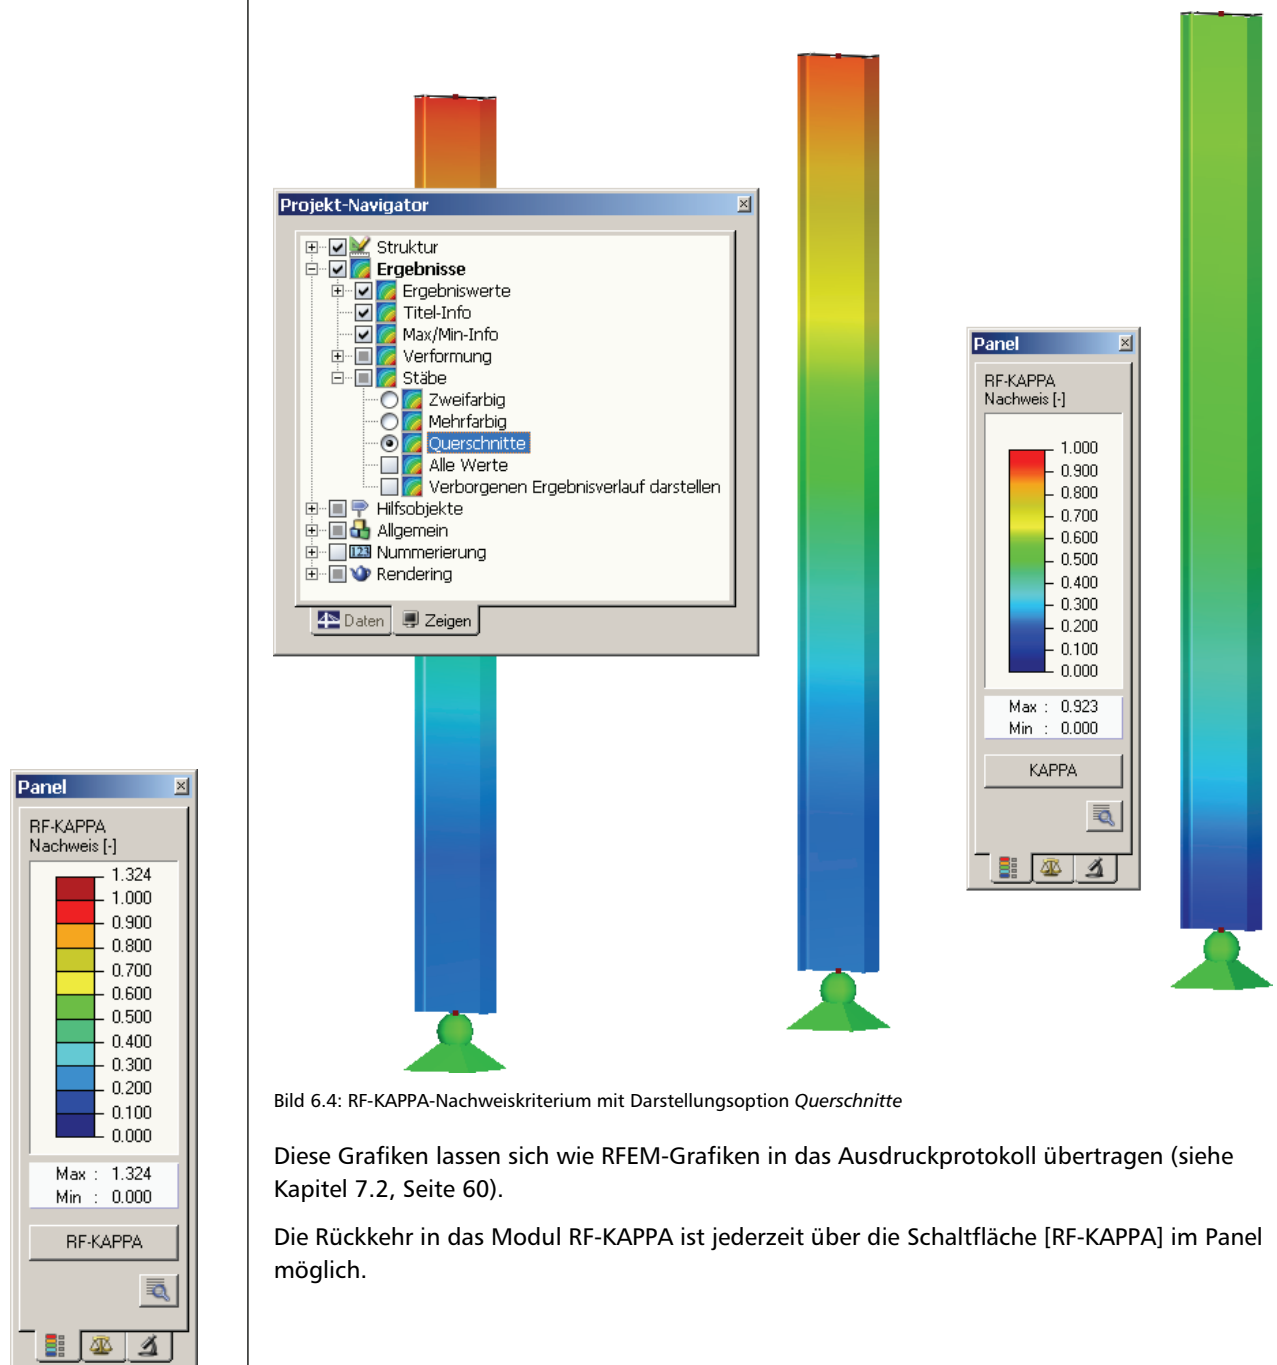 Projekt-Navigator
Struktur
Ergebnisse
Ergebniswerte
Titel-Info
Max/Min-Info
Verformung
Stäbe
Zweifarbig
Mehrfarbig
Querschnitte
Alle Werte
Verborgenen Ergebnisverlauf darstellen
Hilfsobjekte
Allgemein
123 Nummerierung
Rendering
Daten
Zeigen
Panel
RF-KAPPA
Nachweis [-]
1.000
0.900
0.800
0.700
0.600
0.500
0.400
0.300
0.200
0.100
0.000
Max : 0.923
Min : 0.000
KAPPA
Panel
RF-KAPPA
Nachweis [-]
1.324
1.000
0.900
0.800
0.700
0.600
0.500
0.400
0.300
0.200
0.100
0.000
Max : 1.324
Min : 0.000
RF-KAPPA
Bild 6.4: RF-KAPPA-Nachweiskriterium mit Darstellungsoption Querschnitte
Diese Grafiken lassen sich wie RFEM-Grafiken in das Ausdruckprotokoll übertragen (siehe
Kapitel 7.2, Seite 60).
Die Rückkehr in das Modul RF-KAPPA ist jederzeit über die Schaltfläche [RF-KAPPA] im Panel
möglich.